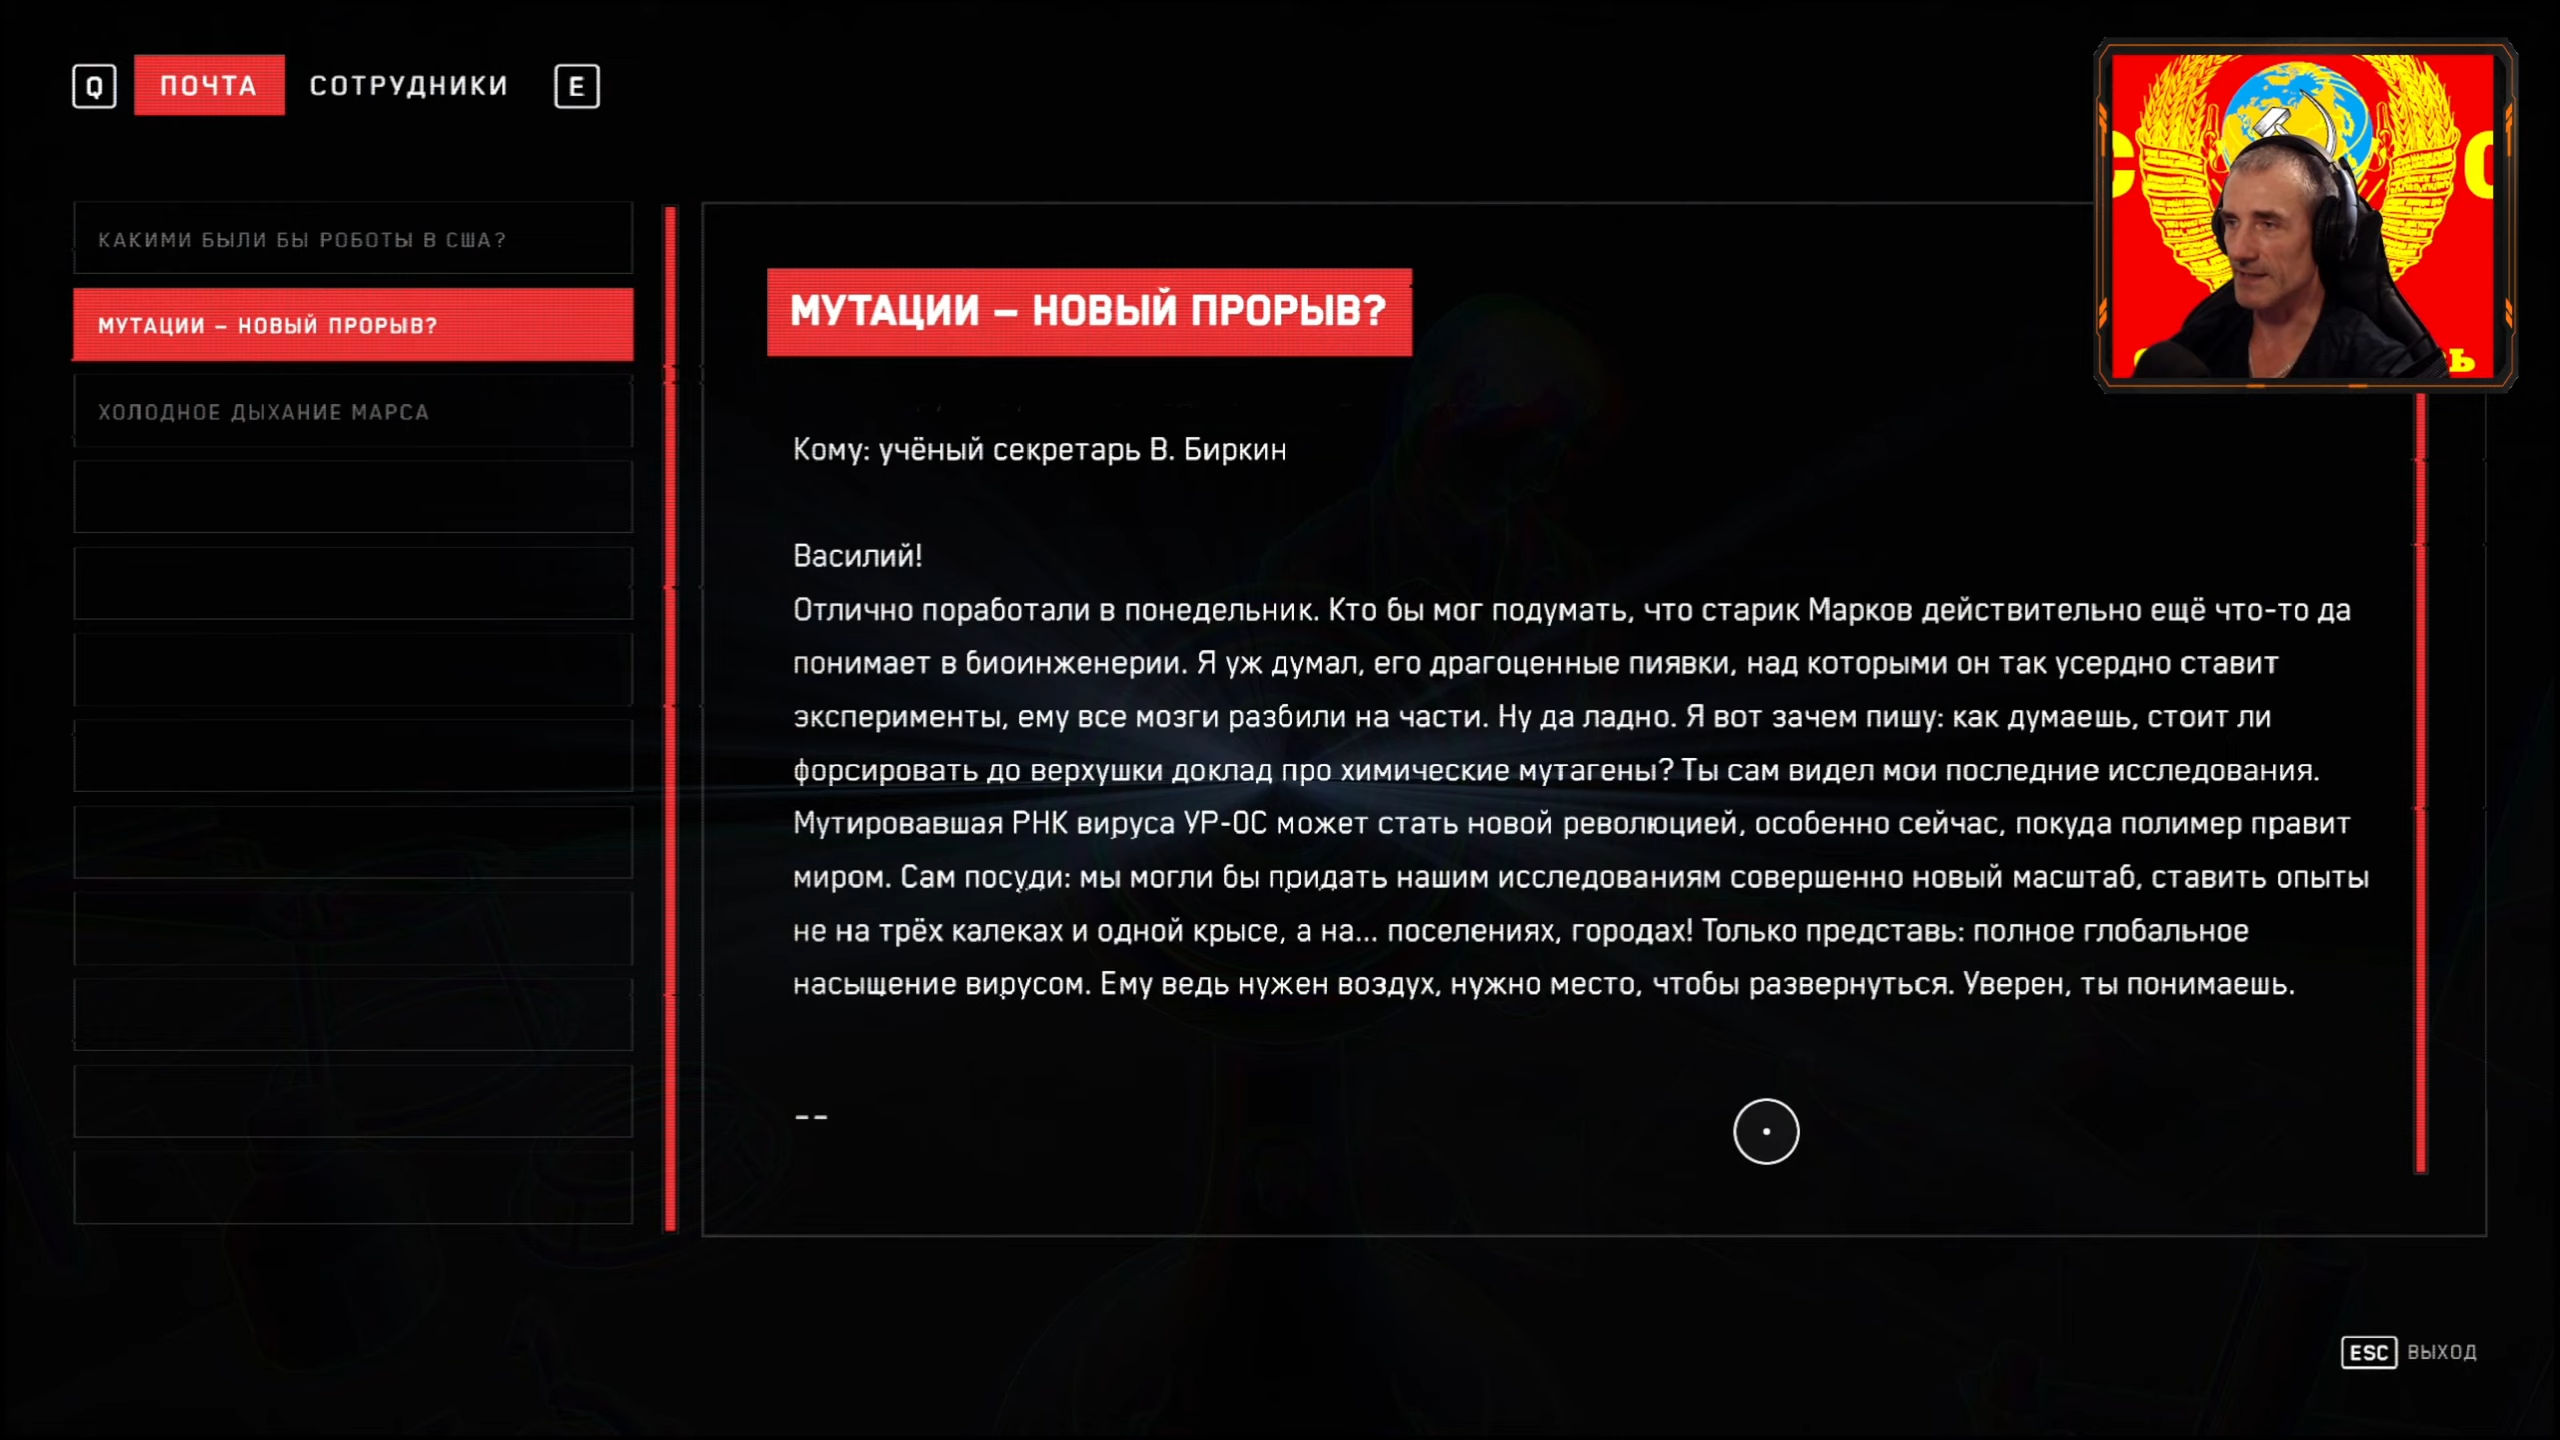 Q ПОЧТА СОТРУДНИКИ E
КАКИМИ БЫЛИ БЫ РОБОТЫ В США?
МУТАЦИИ – НОВЫЙ ПРОРЫВ?
ХОЛОДНОЕ ДЫХАНИЕ МАРСА
МУТАЦИИ – НОВЫЙ ПРОРЫВ?
Кому: учёный секретарь В. Биркин
Василий!
Отлично поработали в понедельник. Кто бы мог подумать, что старик Марков действительно ещё что-то да
понимает в биоинженерии. Я уж думал, его драгоценные пиявки, над которыми он так усердно ставит
эксперименты, ему все мозги разбили на части. Ну да ладно. Я вот зачем пишу: как думаешь, стоит ли
форсировать до верхушки доклад про химические мутагены? Ты сам видел мои последние исследования.
Мутировавшая РНК вируса УР-0С может стать новой революцией, особенно сейчас, покуда полимер правит
миром. Сам посуди: мы могли бы придать нашим исследованиям совершенно новый масштаб, ставить опыты
не на трёх калеках и одной крысе, а на... поселениях, городах! Только представь: полное глобальное
насыщение вирусом. Ему ведь нужен воздух, нужно место, чтобы развернуться. Уверен, ты понимаешь.
--
ESC ВЫХОД